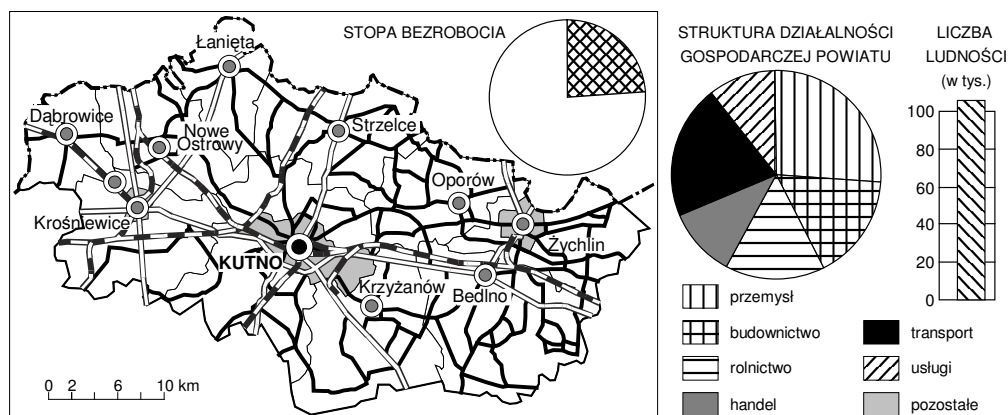 STOPA BEZROBOCIA
Łanięta
Dąbrowice
Nowe
Ostrowy
Strzelce
Oporów
Krośniewice
Żychlin
KUTNO
Krzyżanów
Bedlno
0 2 6 10 km
STRUKTURA DZIAŁALNOŚCI
GOSPODARCZEJ POWIATU
przemysł
budownictwo
rolnictwo
handel
transport
usługi
pozostałe
LICZBA
LUDNOŚCI
(w tys.)
100
80
60
40
20
0